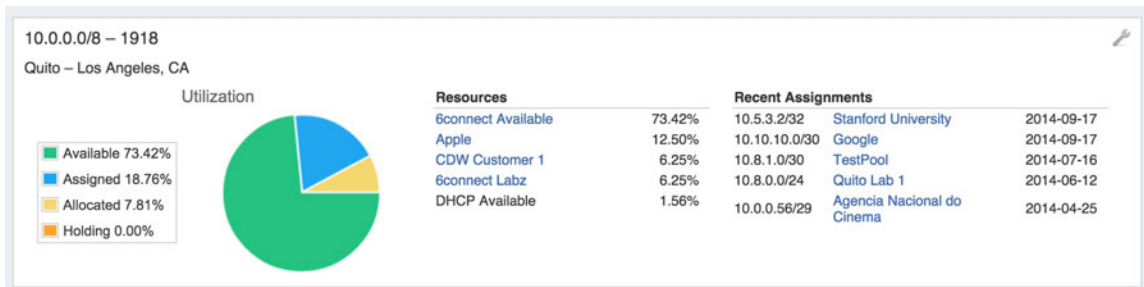 10.0.0.0/8 – 1918
Quito – Los Angeles, CA
Utilization
Available 73.42%
Assigned 18.76%
Allocated 7.81%
Holding 0.00%
Resources
6connect Available 73.42%
Apple 12.50%
CDW Customer 1 6.25%
6connect Labz 6.25%
DHCP Available 1.56%
Recent Assignments
10.5.3.2/32 Stanford University 2014-09-17
10.10.10.0/30 Google 2014-09-17
10.8.1.0/30 TestPool 2014-07-16
10.8.0.0/24 Quito Lab 1 2014-06-12
10.0.0.56/29 Agencia Nacional do 2014-04-25
Cinema